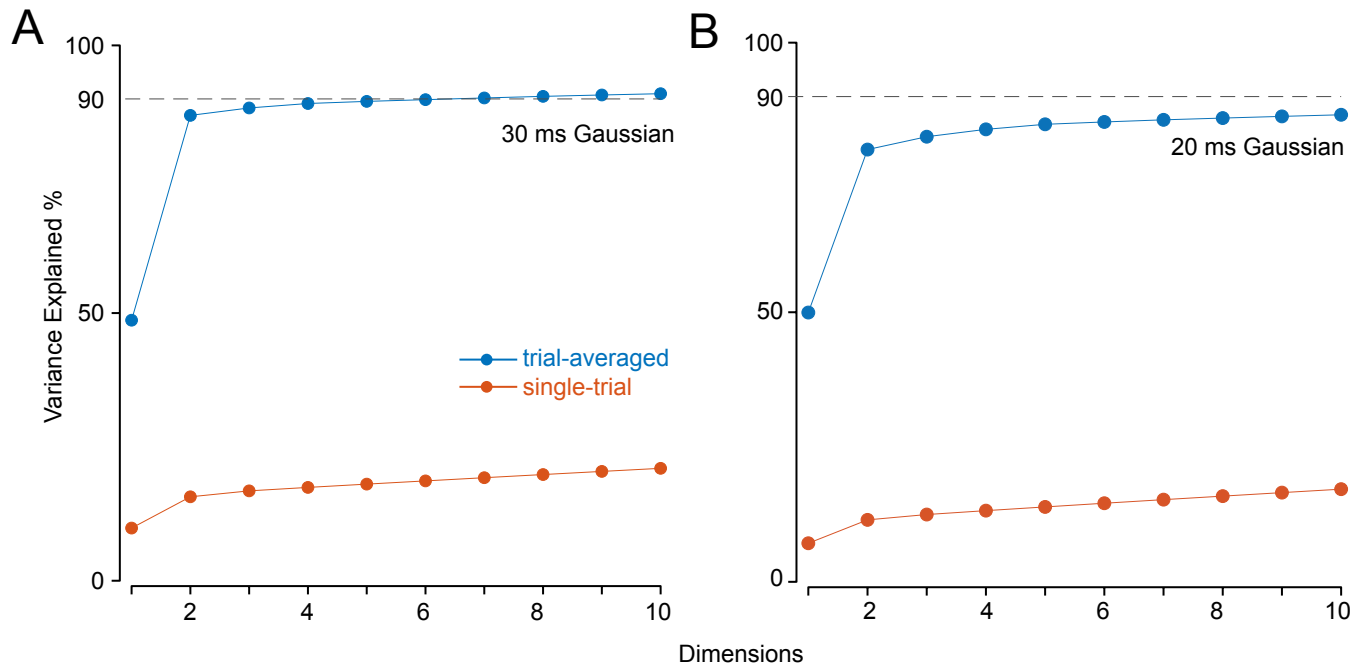 A
100
90
50
0
Variance Explained %
30 ms Gaussian
trial-averaged
single-trial
2
4
6
8
10
B
100
90
50
0
20 ms Gaussian
2
4
6
8
10
Dimensions